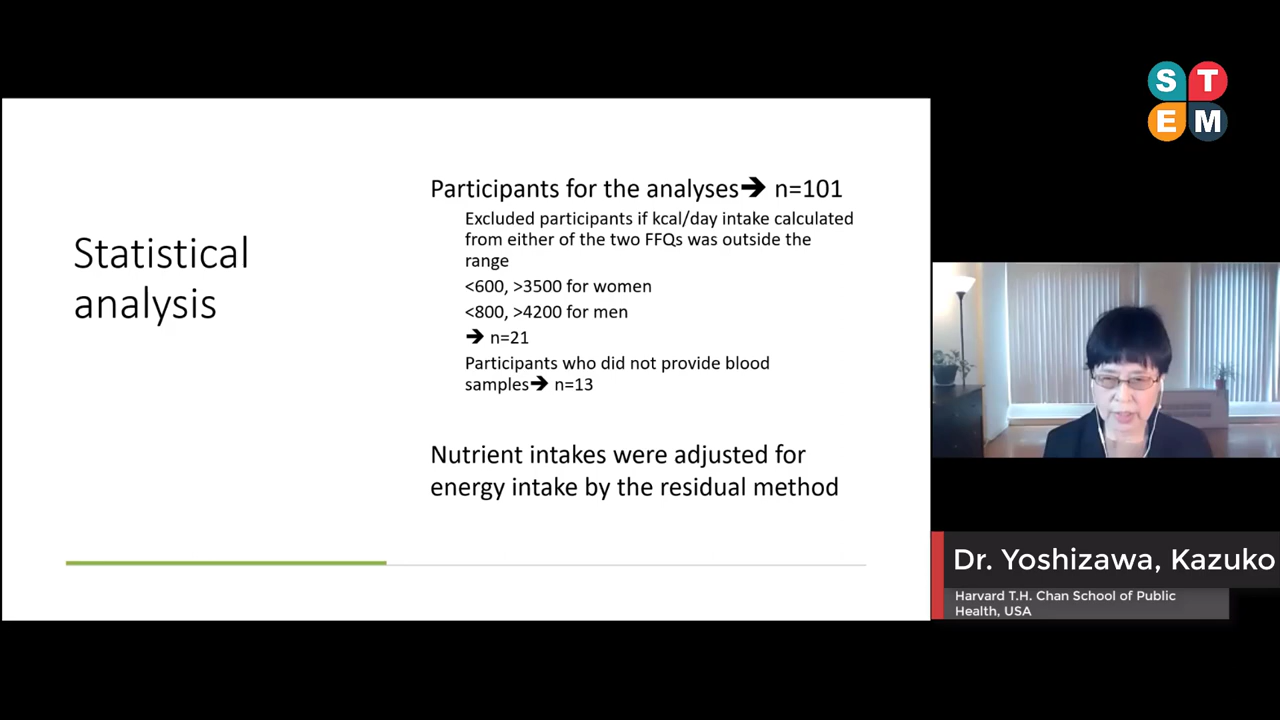 S T
E M
Statistical
analysis
Participants for the analyses➔ n=101
Excluded participants if kcal/day intake calculated
from either of the two FFQs was outside the
range
<600, >3500 for women
<800, >4200 for men
➔ n=21
Participants who did not provide blood
samples➔ n=13
Nutrient intakes were adjusted for
energy intake by the residual method
Dr. Yoshizawa, Kazuko
Harvard T.H. Chan School of Public
Health, USA